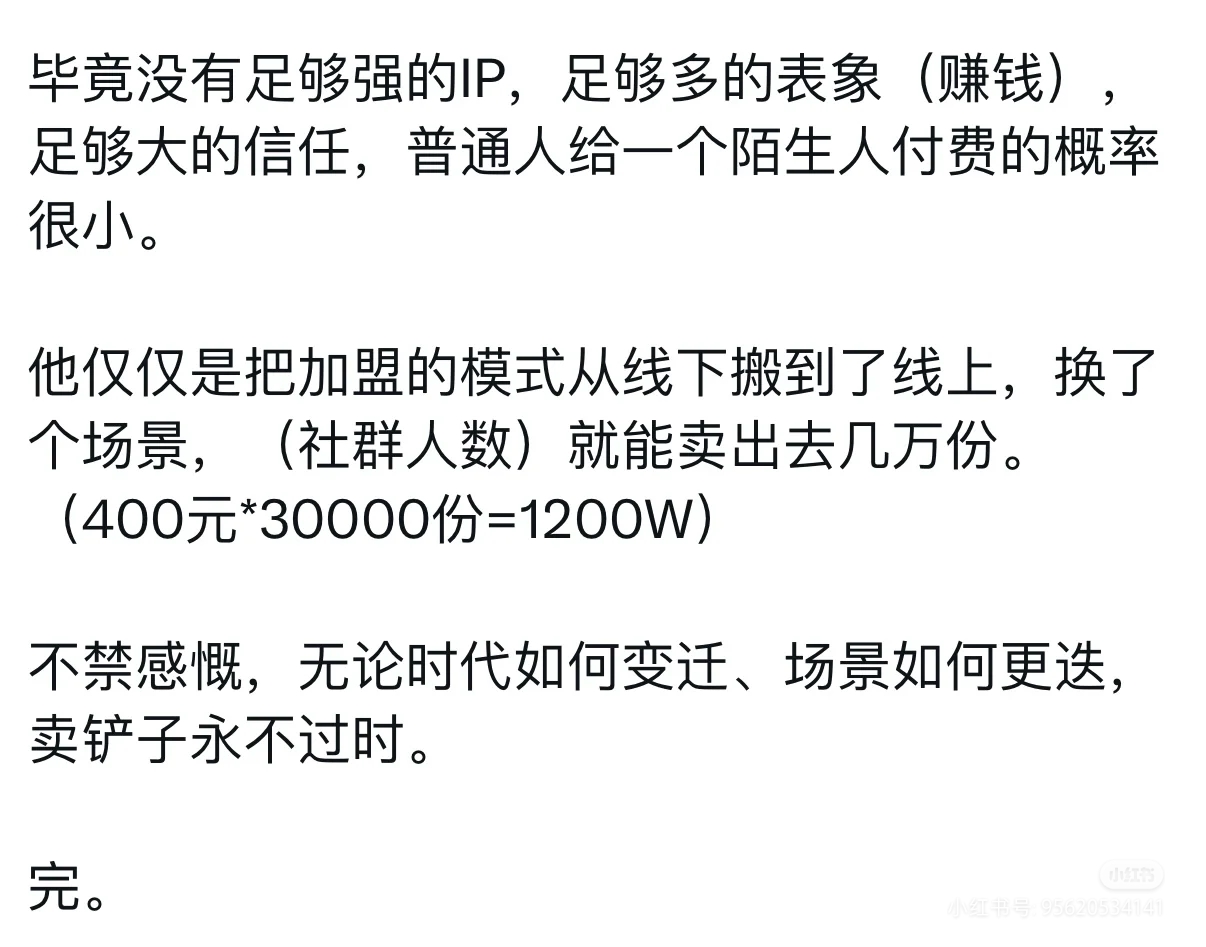 毕竟没有足够强的IP，足够多的表象（赚钱），
足够大的信任，普通人给一个陌生人付费的概率
很小。
他仅仅是把加盟的模式从线下搬到了线上，换了
个场景，（社群人数）就能卖出去几万份。
（400元*30000份=1200W）
不禁感慨，无论时代如何变迁、场景如何更迭，
卖铲子永不过时。
完。
小红书
小红书号: 95620534141